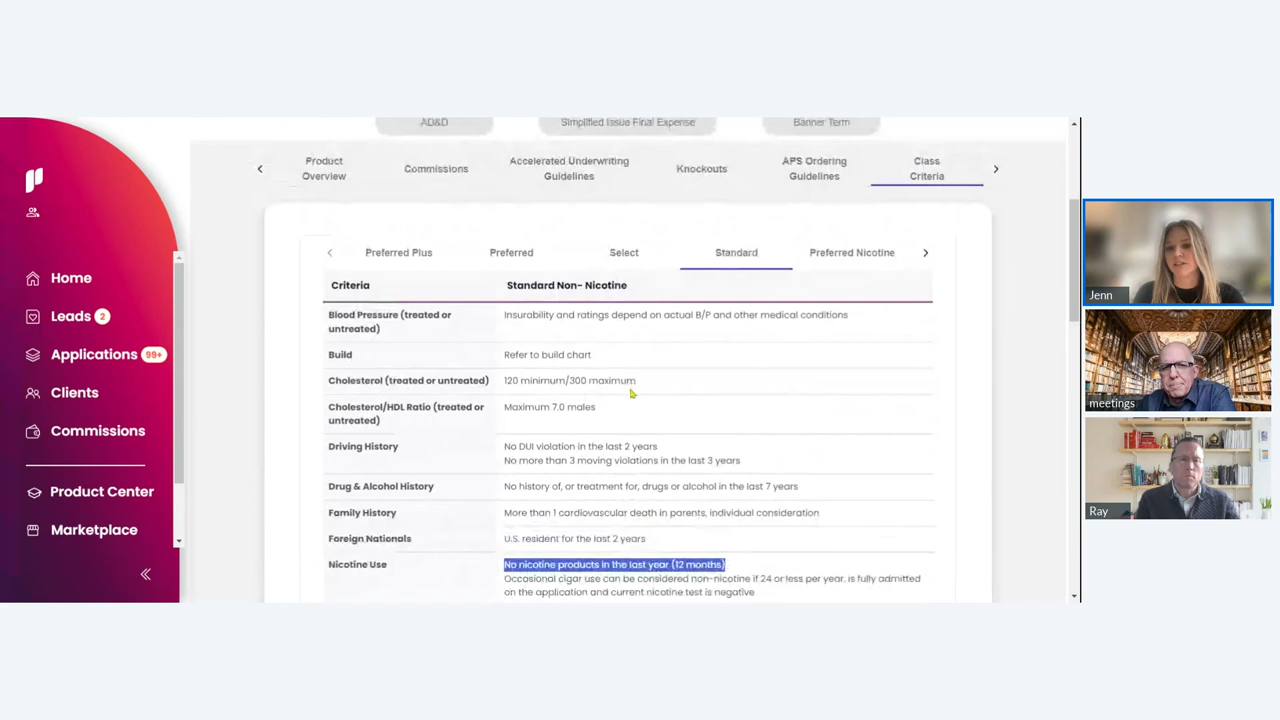 AD&D
Simplified Issue Final Expense
Banner Term
Product
Overview
Commissions
Accelerated Underwriting
Guidelines
Knockouts
APS Ordering
Guidelines
Class
Criteria
Preferred Plus
Preferred
Select
Standard
Preferred Nicotine
Criteria
Standard Non- Nicotine
Blood Pressure (treated or
untreated)
Insurability and ratings depend on actual B/P and other medical conditions
Build
Refer to build chart
Cholesterol (treated or untreated)
120 minimum/300 maximum
Cholesterol/HDL Ratio (treated or
untreated)
Maximum 7.0 males
Driving History
No DUI violation in the last 2 years
No more than 3 moving violations in the last 3 years
Drug & Alcohol History
No history of, or treatment for, drugs or alcohol in the last 7 years
Family History
More than 1 cardiovascular death in parents, individual consideration
Foreign Nationals
U.S. resident for the last 2 years
Nicotine Use
No nicotine products in the last year (12 months)
Occasional cigar use can be considered non-nicotine if 24 or less per year, is fully admitted
on the application and current nicotine test is negative
Home
Leads 2
Applications 99+
Clients
Commissions
Product Center
Marketplace
Jenn
meetings
Ray